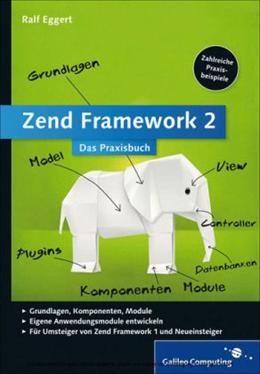 Ralf Eggert
Zahlreiche
Praxis-
beispiele
Grundlagen
Zend Framework 2
Das Praxisbuch
Model
View
Controller
Plugins
Datenbanken
Komponenten
Module
Grundlagen, Komponenten, Module
Eigene Anwendungsmodule entwickeln
Für Umsteiger von Zend Framework 1 und Neueinsteiger
Galileo Computing